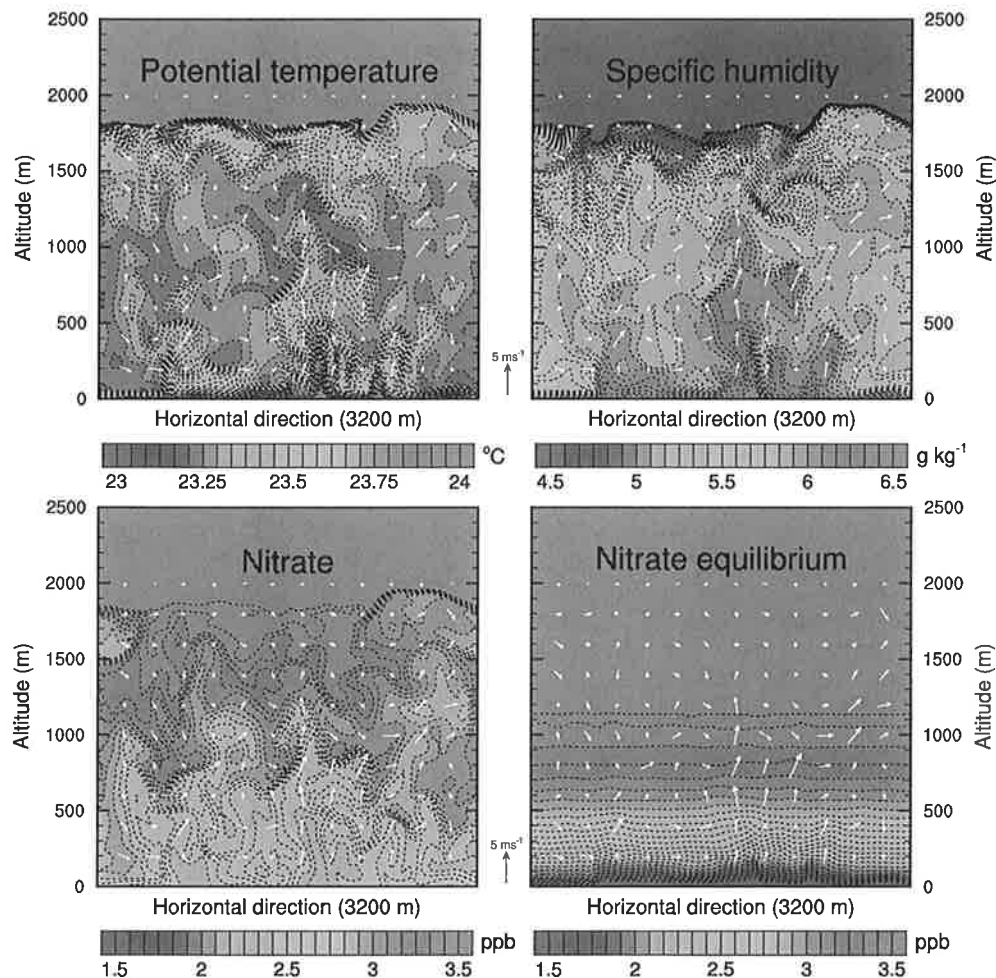 2500 2500
Potential temperature Specific humidity
2000 2000
1500 1500
Altitude (m) Altitude (m)
1000 1000
500 500
5 ms⁻¹
0 0
Horizontal direction (3200 m) Horizontal direction (3200 m)
°C g kg⁻¹
23 23.25 23.5 23.75 24 4.5 5 5.5 6 6.5
2500 2500
Nitrate Nitrate equilibrium
2000 2000
1500 1500
Altitude (m) Altitude (m)
1000 1000
500 500
5 ms⁻¹
0 0
Horizontal direction (3200 m) Horizontal direction (3200 m)
ppb ppb
1.5 2 2.5 3 3.5 1.5 2 2.5 3 3.5